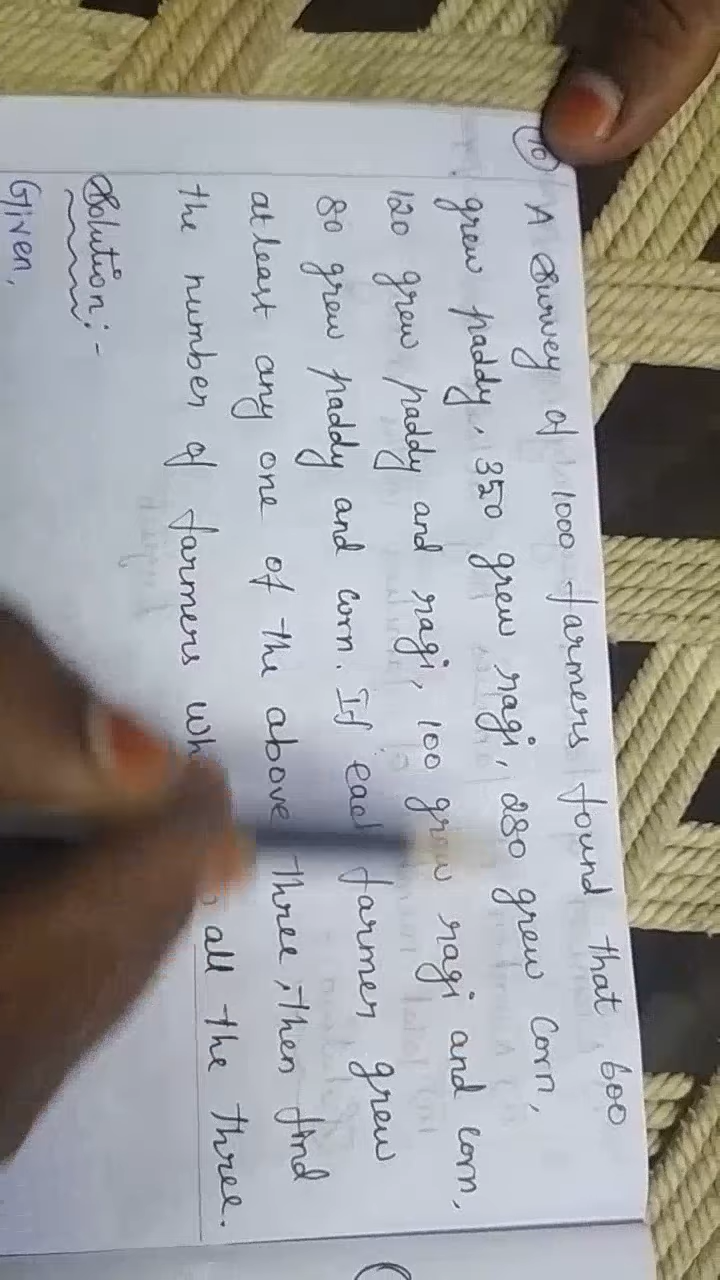 10 A Survey of 1000 farmers found that 600
grew paddy, 350 grew ragi, 280 grew corn,
120 grew paddy and ragi, 100 grew ragi and corn,
80 grew paddy and corn. If each farmer grew
atleast any one of the above three, then find
the number of farmers all the three.
Solution:-
Given,